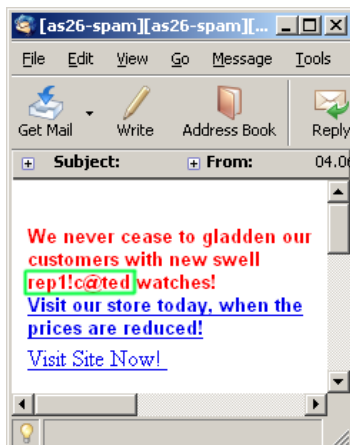 [as26-spam][as26-spam][...
File Edit View Go Message Tools
Get Mail Write Address Book Reply
Subject: From: 04.0
We never cease to gladden our
customers with new swell
rep1!c@ted watches!
Visit our store today, when the
prices are reduced!
Visit Site Now!